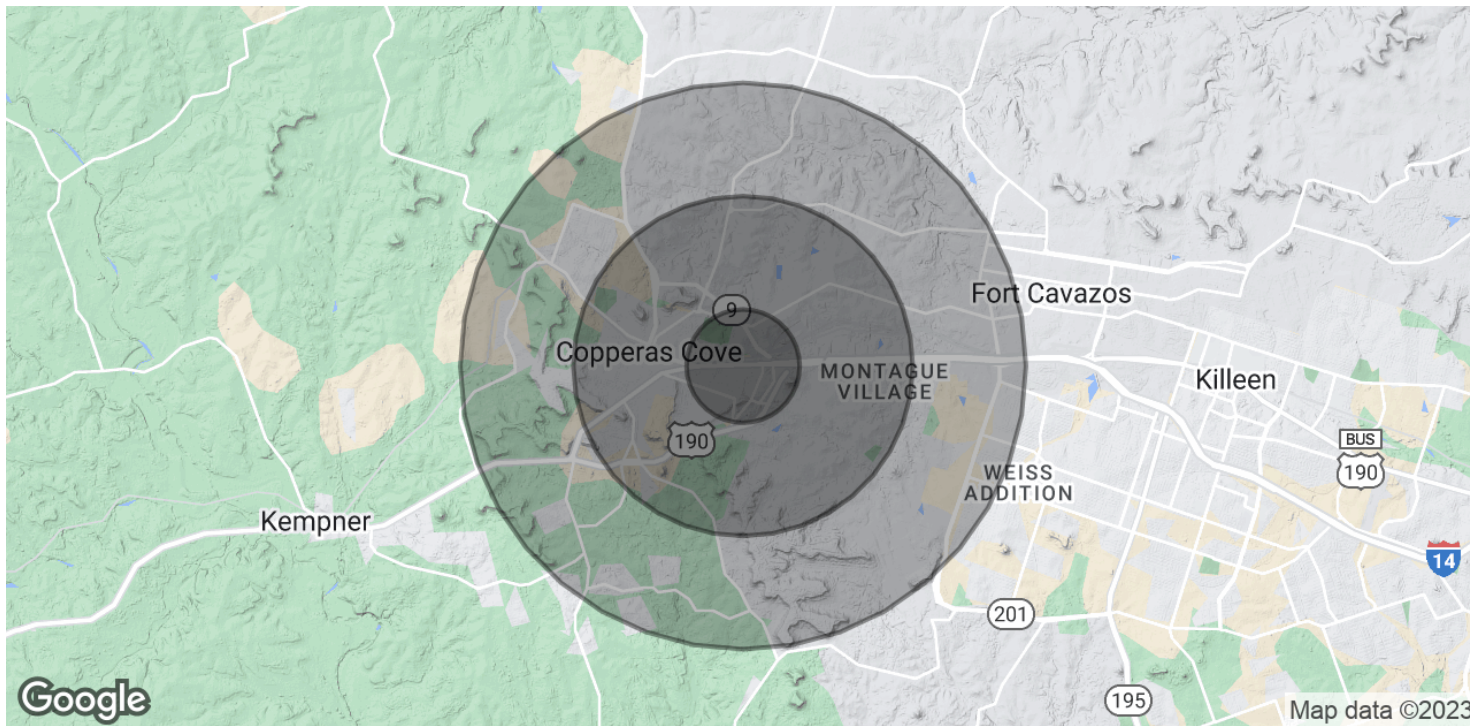 9
Fort Cavazos
Copperas Cove
MONTAGUE
VILLAGE
Killeen
190
BUS
190
WEISS
ADDITION
Kempner
14
201
195
Google
Map data ©2023